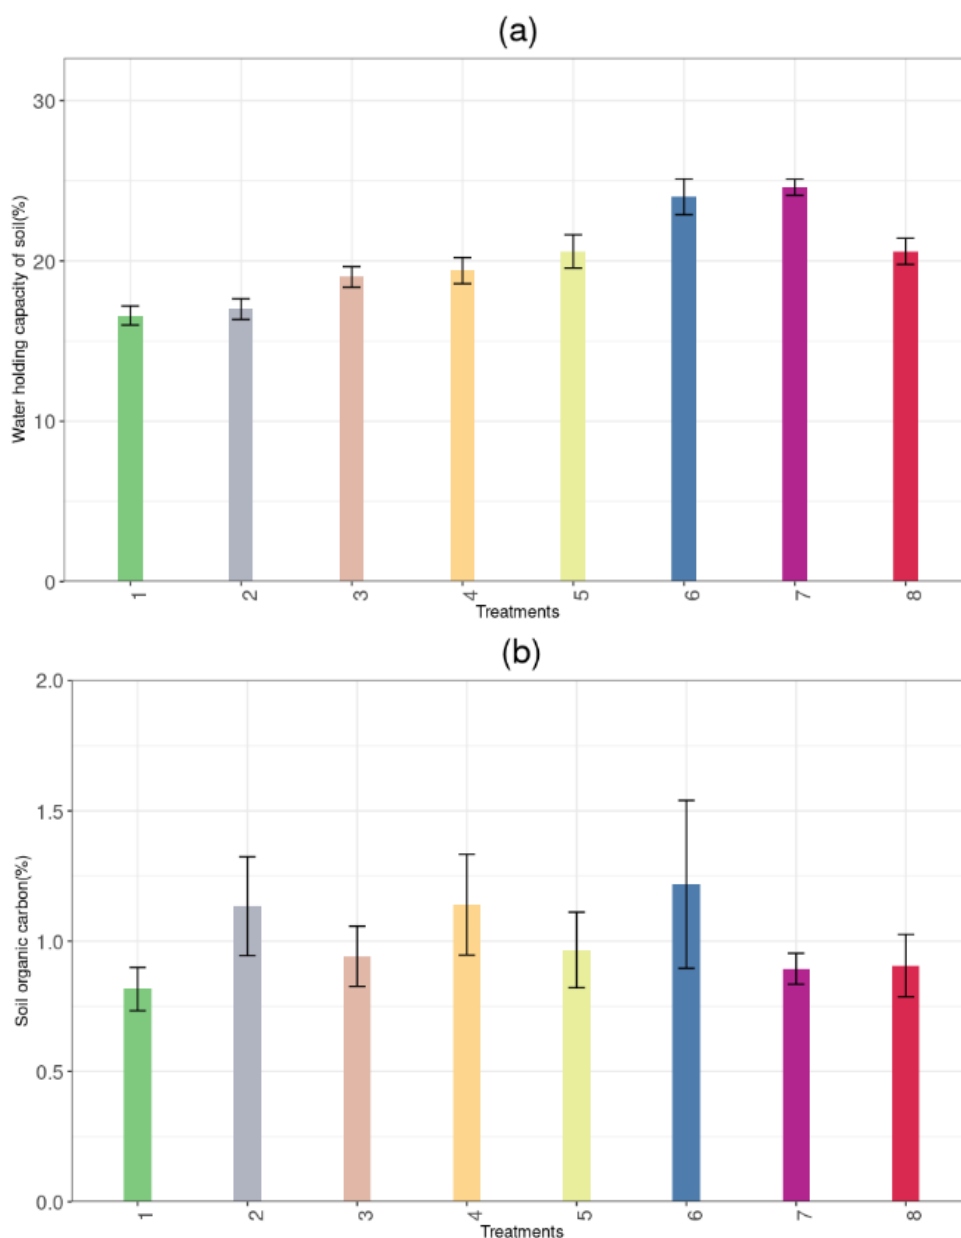 (a)
Water holding capacity of soil(%)
30
20
10
0
1 2 3 4 5 6 7 8
Treatments
(b)
Soil organic carbon(%)
2.0
1.5
1.0
0.5
0.0
1 2 3 4 5 6 7 8
Treatments